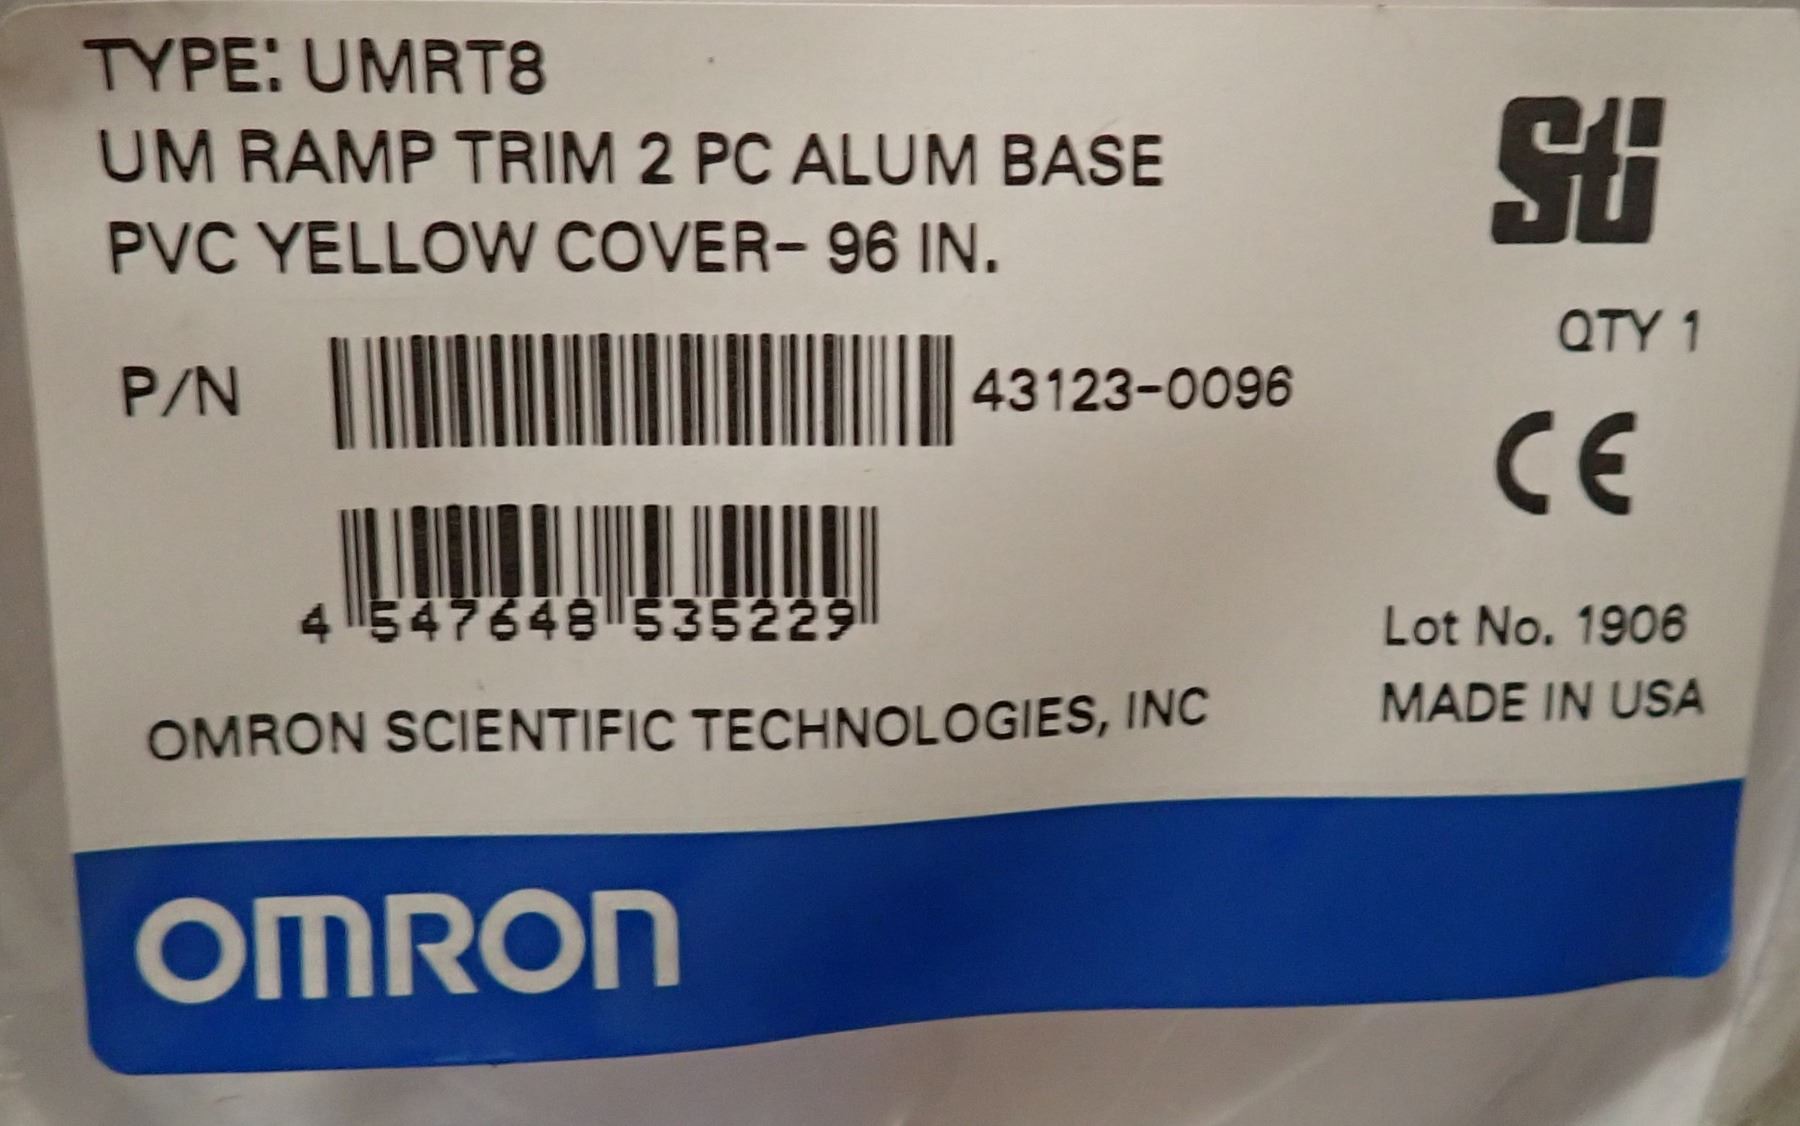 TYPE: UMRT8
UM RAMP TRIM 2 PC ALUM BASE
PVC YELLOW COVER- 96 IN.
Sti
QTY 1
P/N 43123-0096
CE
4 547648 535229
Lot No. 1906
MADE IN USA
OMRON SCIENTIFIC TECHNOLOGIES, INC
OMRON